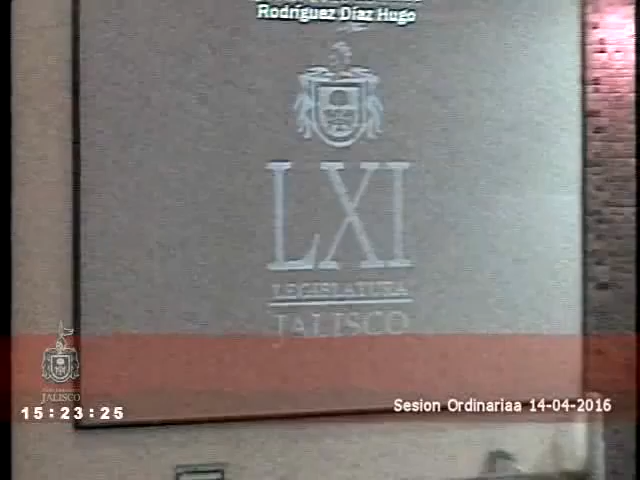 Rodríguez Díaz Hugo
LXI
LEGISLATURA
JALISCO
JALISCO
15:23:25
Sesion Ordinariaa 14-04-2016